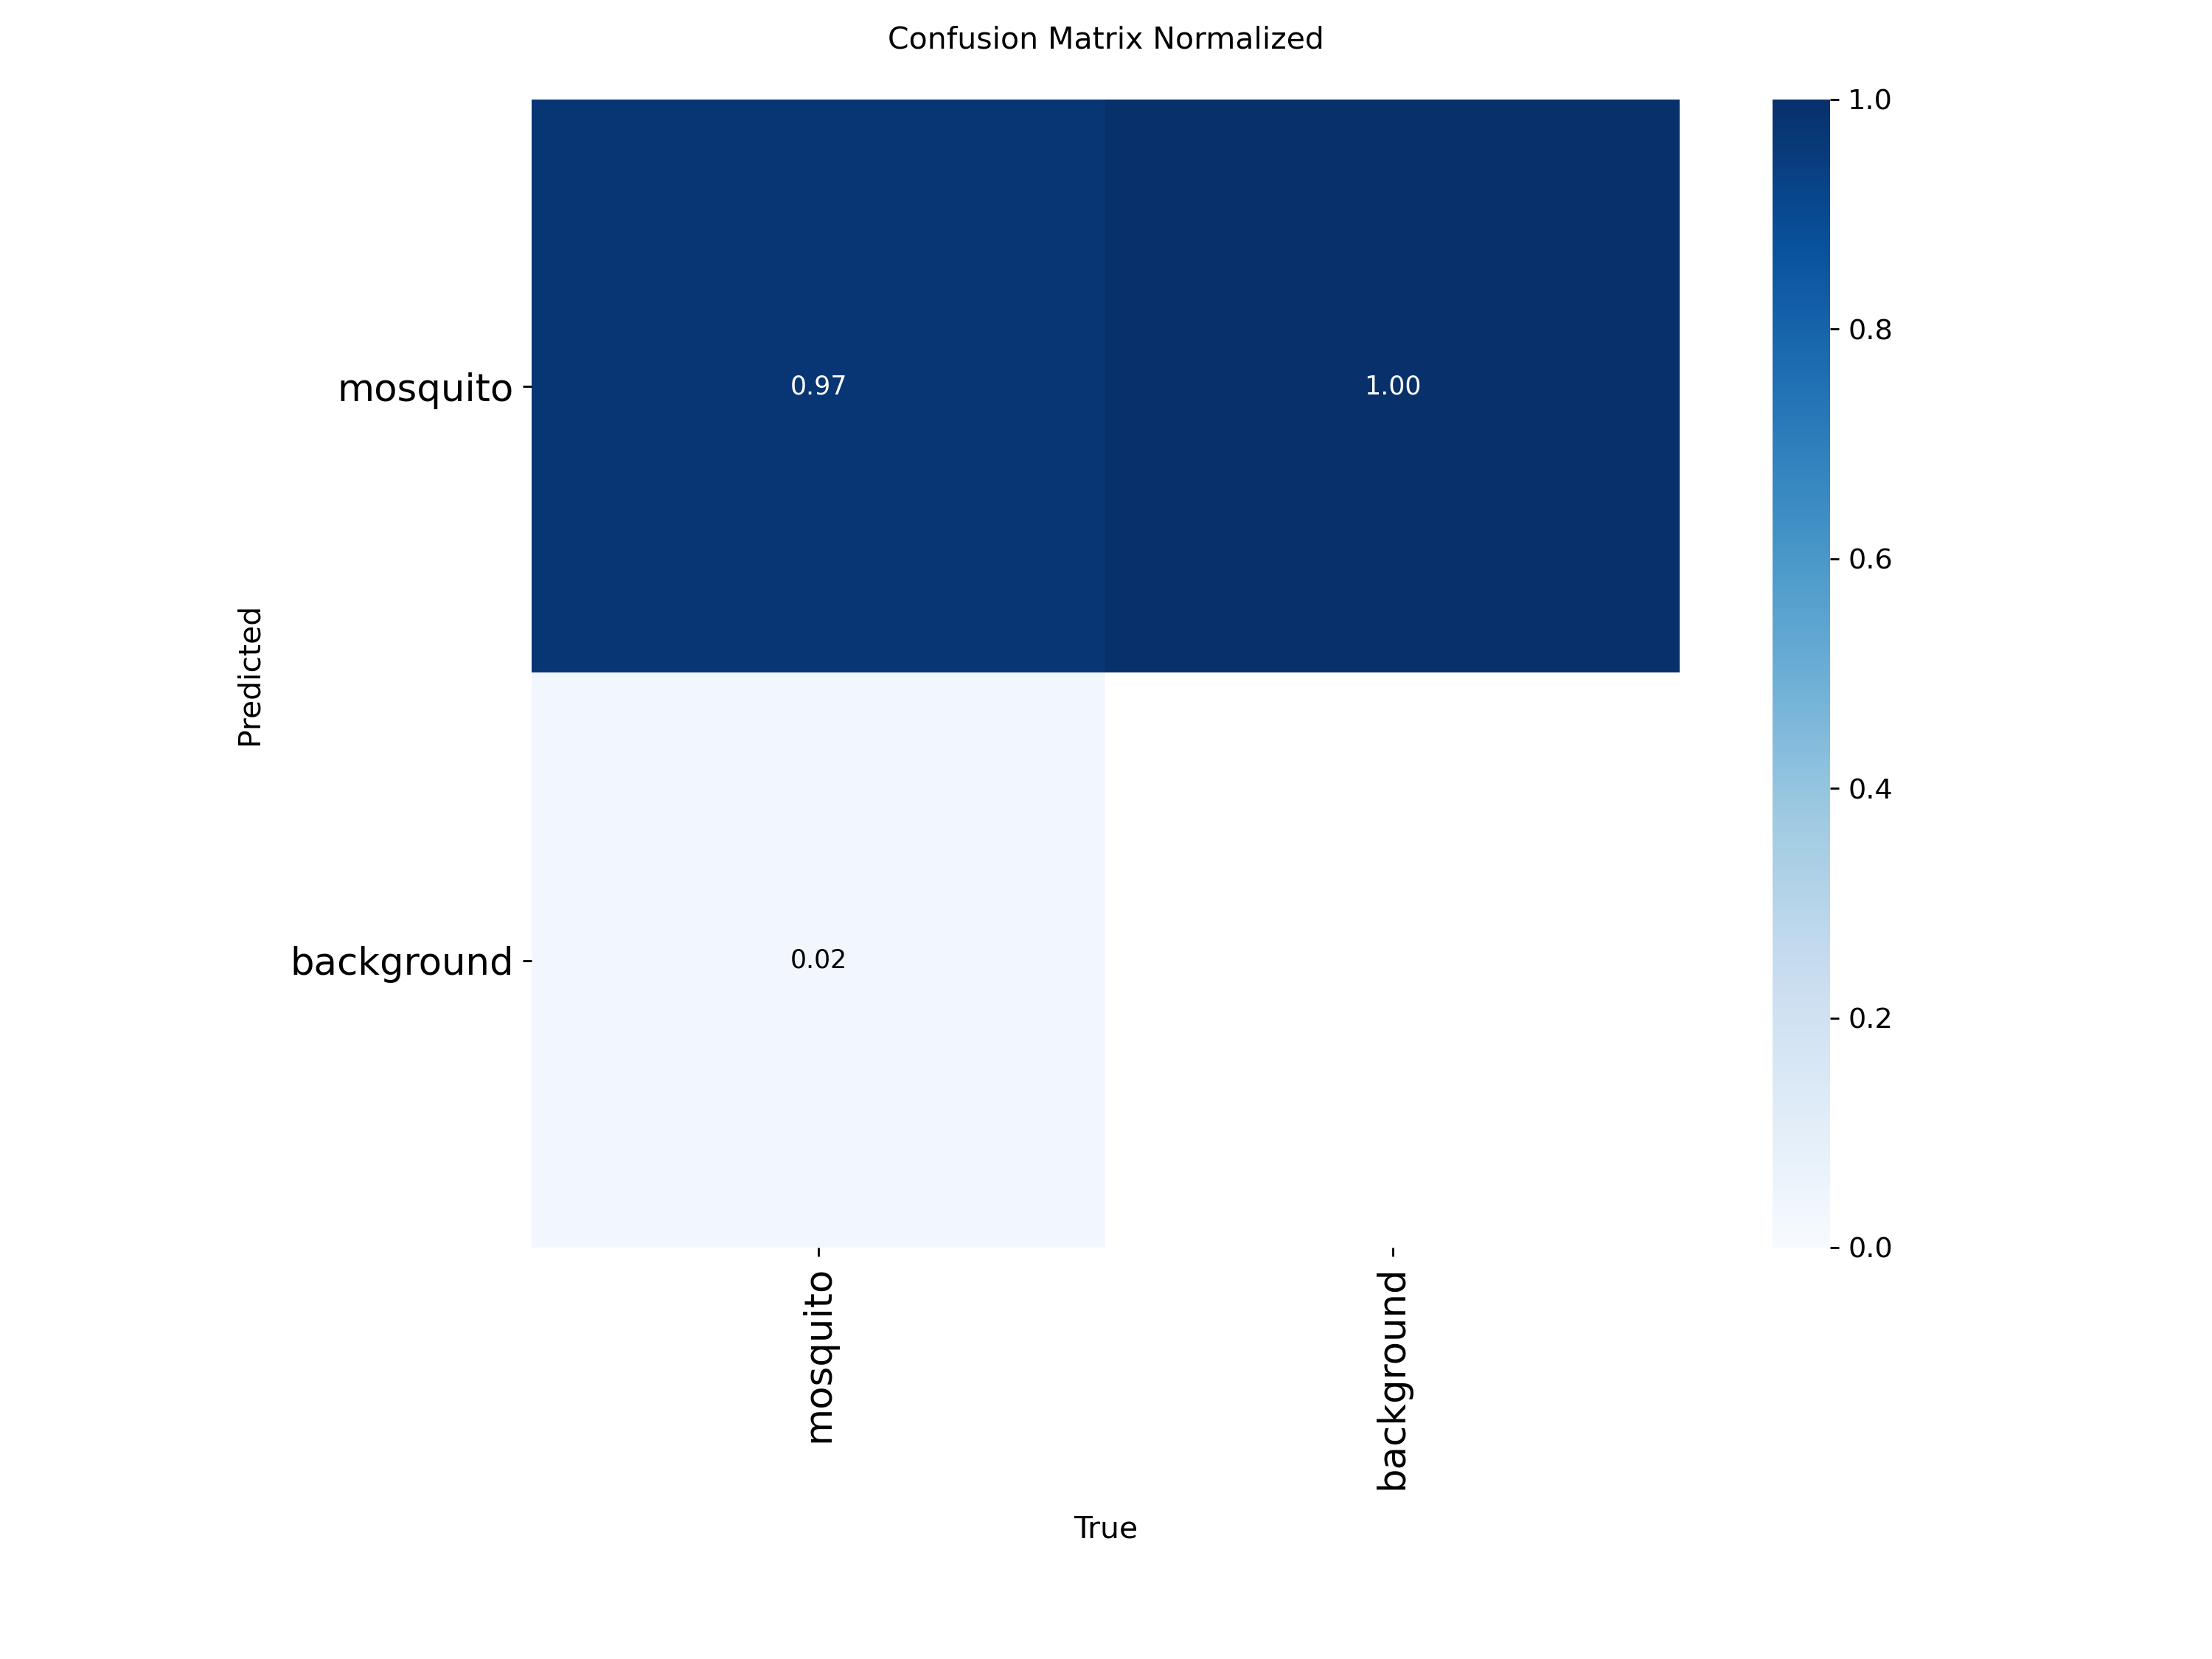 Confusion Matrix Normalized
1.0
0.8
0.6
0.4
0.2
0.0
Predicted
mosquito
0.97
1.00
background
0.02
mosquito
background
True